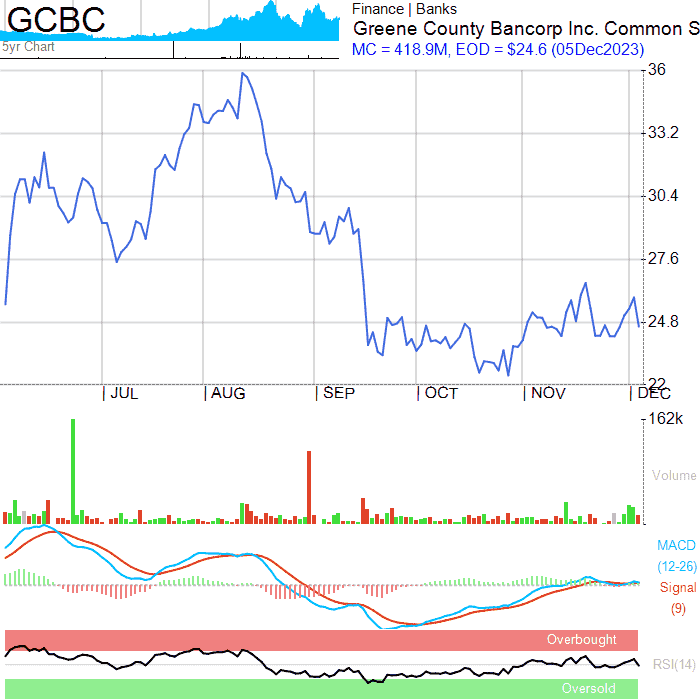 GCBC
5yr Chart
Finance | Banks
Greene County Bancorp Inc. Common S
MC = 418.9M, EOD = $24.6 (05Dec2023)
36
33.2
30.4
27.6
24.8
22
| JUL | AUG | SEP | OCT | NOV | DEC
162k
Volume
MACD
(12-26)
Signal
(9)
Overbought
RSI(14)
Oversold